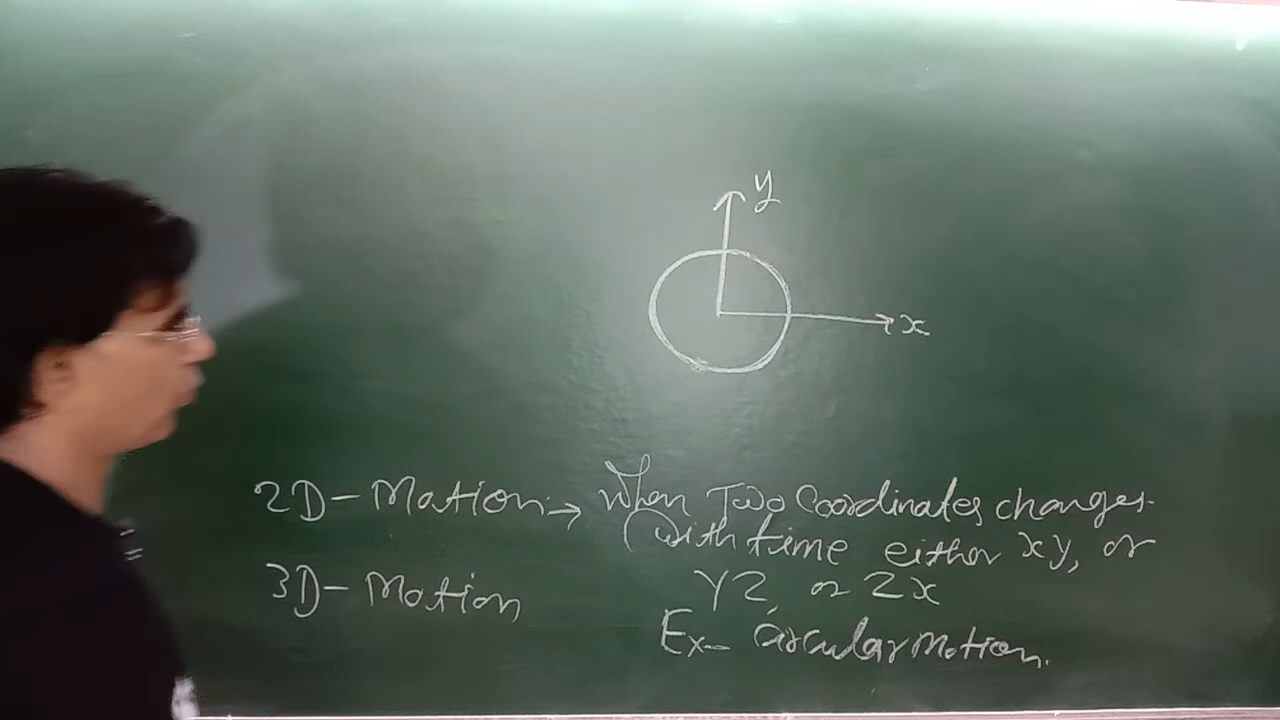 y
x
2D-Motion → When Two Coordinates changes.
(with time either xy, or
3D-Motion YZ, or Zx
Ex- Circular Motion.